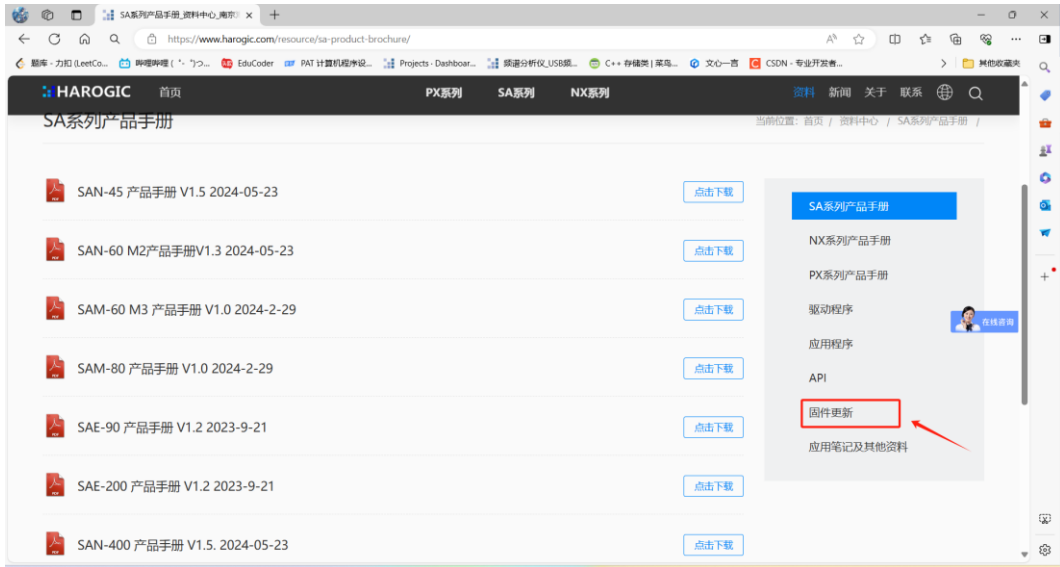 SA系列产品手册_资料中心_南京
https://www.harogic.com/resource/sa-product-brochure/
题库 - 力扣 (LeetCo...
EduCoder
PAT 计算机程序设...
Projects · Dashboar...
频谱分析仪_USB频...
C++ 存储类 | 菜鸟...
文心一言
CSDN - 专业开发者...
其他收藏夹
HAROGIC 首页 PX系列 SA系列 NX系列 资料 新闻 关于 联系
SA系列产品手册
当前位置: 首页 / 资料中心 / SA系列产品手册 /
SAN-45 产品手册 V1.5 2024-05-23 点击下载
SAN-60 M2产品手册V1.3 2024-05-23 点击下载
SAM-60 M3 产品手册 V1.0 2024-2-29 点击下载
SAM-80 产品手册 V1.0 2024-2-29 点击下载
SAE-90 产品手册 V1.2 2023-9-21 点击下载
SAE-200 产品手册 V1.2 2023-9-21 点击下载
SAN-400 产品手册 V1.5. 2024-05-23 点击下载
SA系列产品手册
NX系列产品手册
PX系列产品手册
驱动程序
应用程序
API
固件更新
应用笔记及其他资料
在线咨询